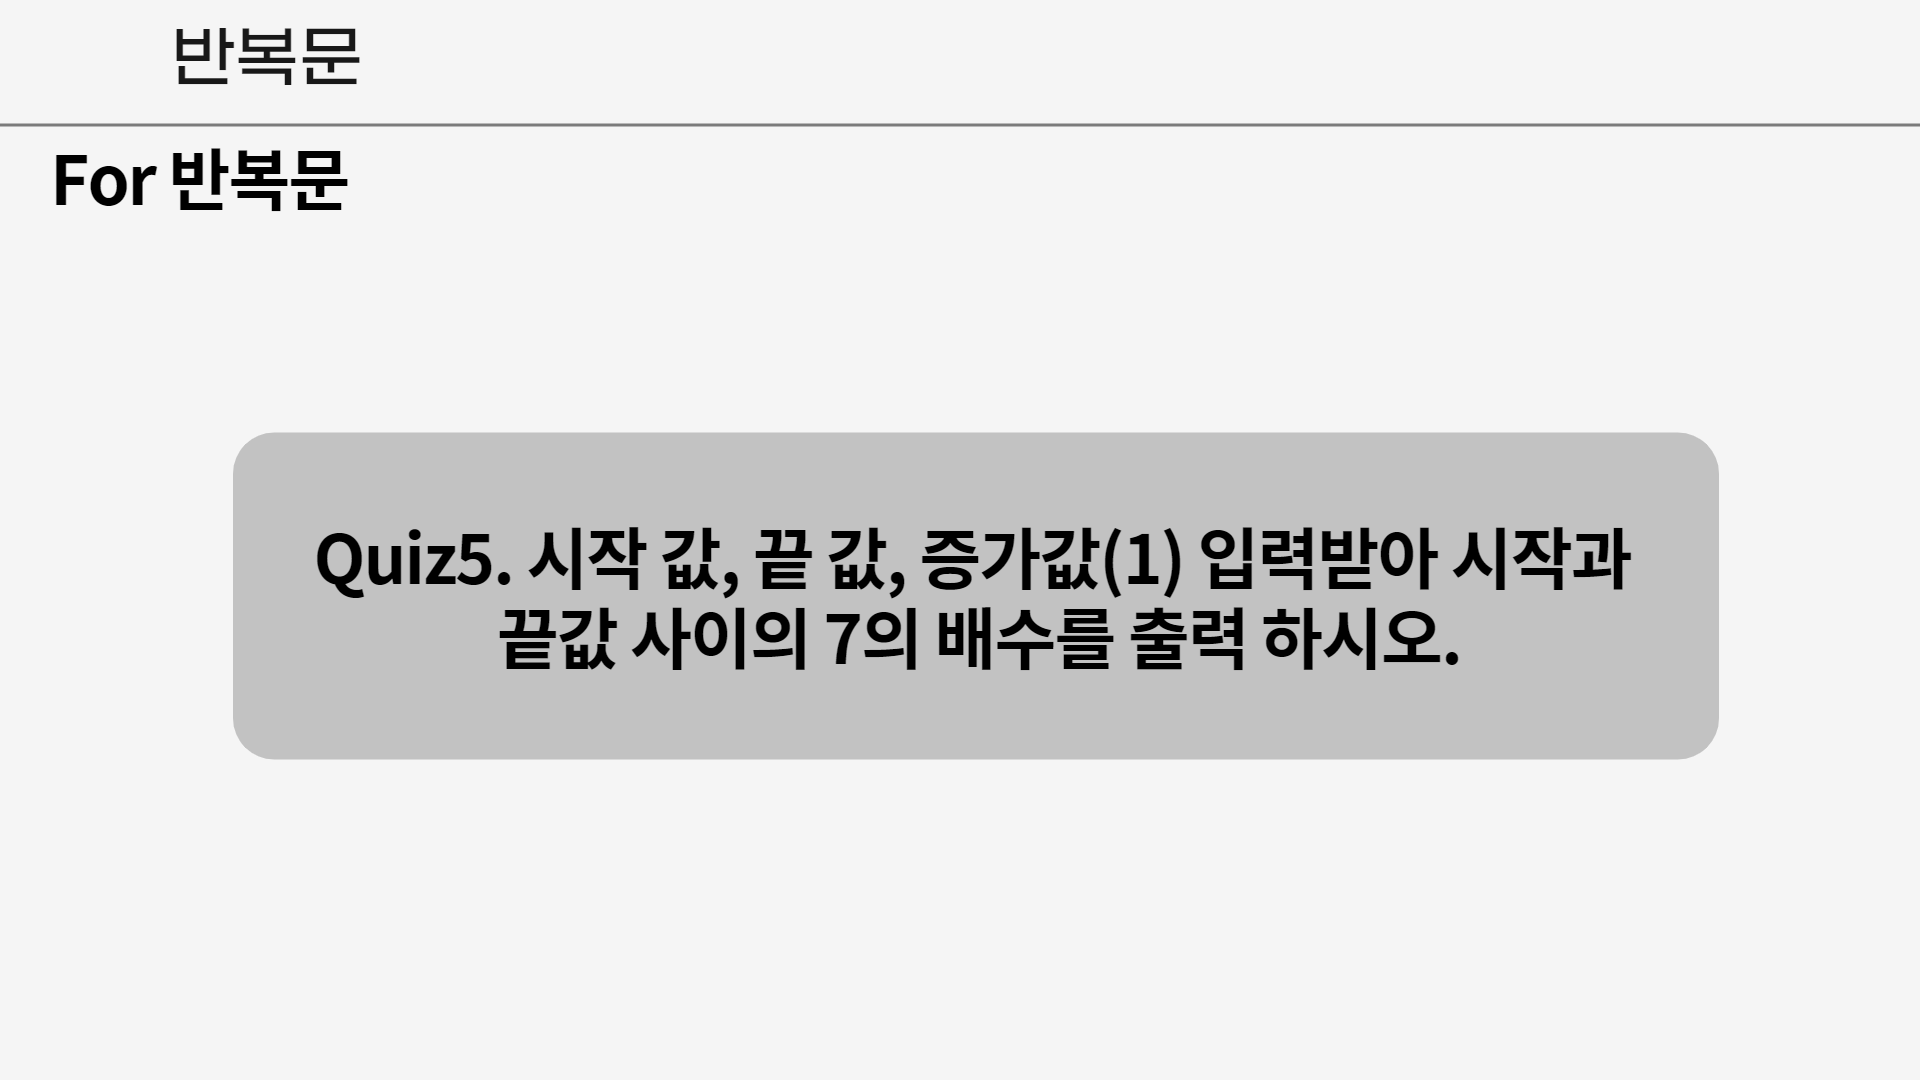 반복문
For 반복문
Quiz5. 시작 값, 끝 값, 증가값(1) 입력받아 시작과
끝값 사이의 7의 배수를 출력 하시오.